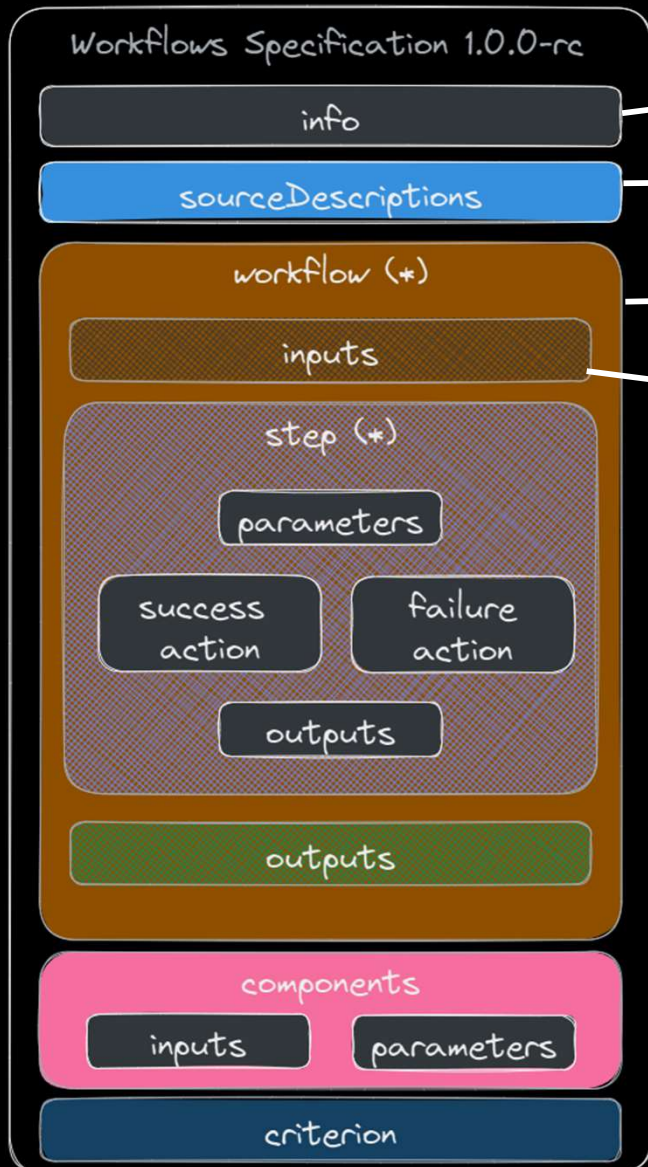 Workflows Specification 1.0.0-rc
info
sourceDescriptions
workflow (*)
inputs
step (*)
parameters
success
action
failure
action
outputs
outputs
components
inputs
parameters
criterion